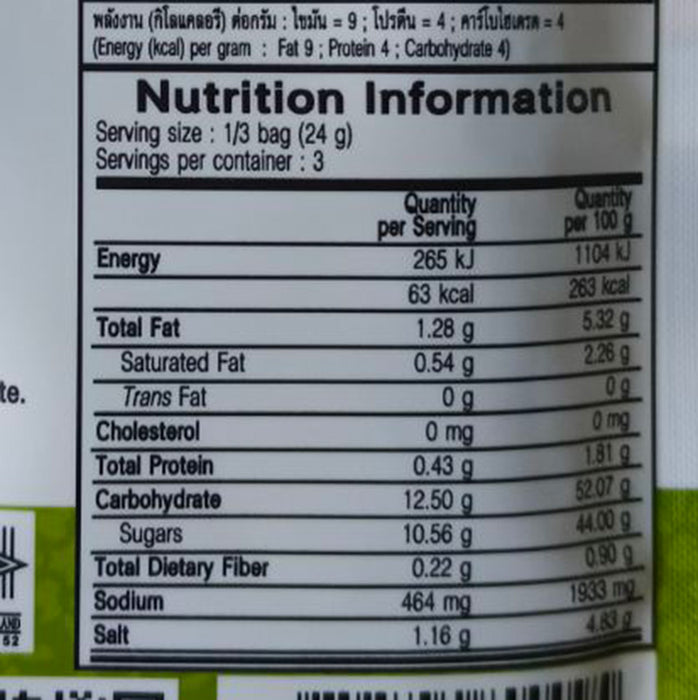 พลังงาน (กิโลแคลอรี) ต่อกรัม : ไขมัน = 9 ; โปรตีน = 4 ; คาร์โบไฮเดรต = 4
(Energy (kcal) per gram : Fat 9 ; Protein 4 ; Carbohydrate 4)
Nutrition Information
Serving size : 1/3 bag (24 g)
Servings per container : 3
Quantity per Serving Quantity per 100 g
Energy 265 kJ 1104 kJ
63 kcal 263 kcal
Total Fat 1.28 g 5.32 g
Saturated Fat 0.54 g 2.26 g
Trans Fat 0 g 0 g
Cholesterol 0 mg 0 mg
te.
Total Protein 0.43 g 1.81 g
Carbohydrate 12.50 g 52.07 g
Sugars 10.56 g 44.00 g
Total Dietary Fiber 0.22 g 0.90 g
Sodium 464 mg 1933 mg
Salt 1.16 g 4.83 g
AND
52